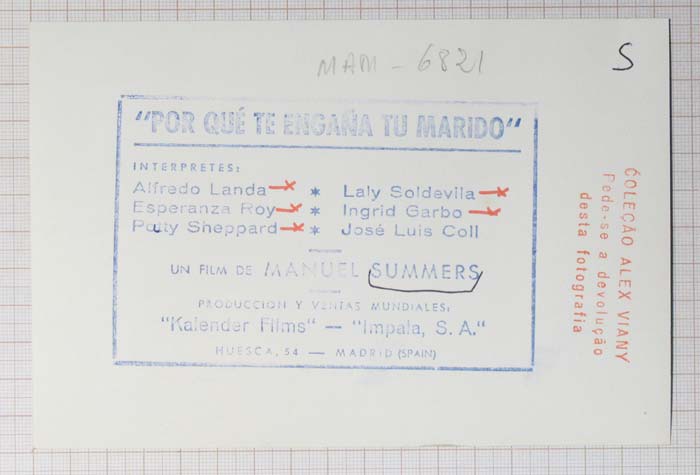 MAM - 6821
S
"POR QUÉ TE ENGAÑA TU MARIDO"
INTERPRETES:
Alfredo Landa * Laly Soldevila
Esperanza Roy * Ingrid Garbo
Patty Sheppard * José Luis Coll
UN FILM DE MANUEL SUMMERS
PRODUCCION Y VENTAS MUNDIALES:
"Kalender Films" — "Impala, S. A."
HUESCA, 54 — MADRID (SPAIN)
COLEÇÃO ALEX VIANY
Pede-se a devolução
desta fotografia